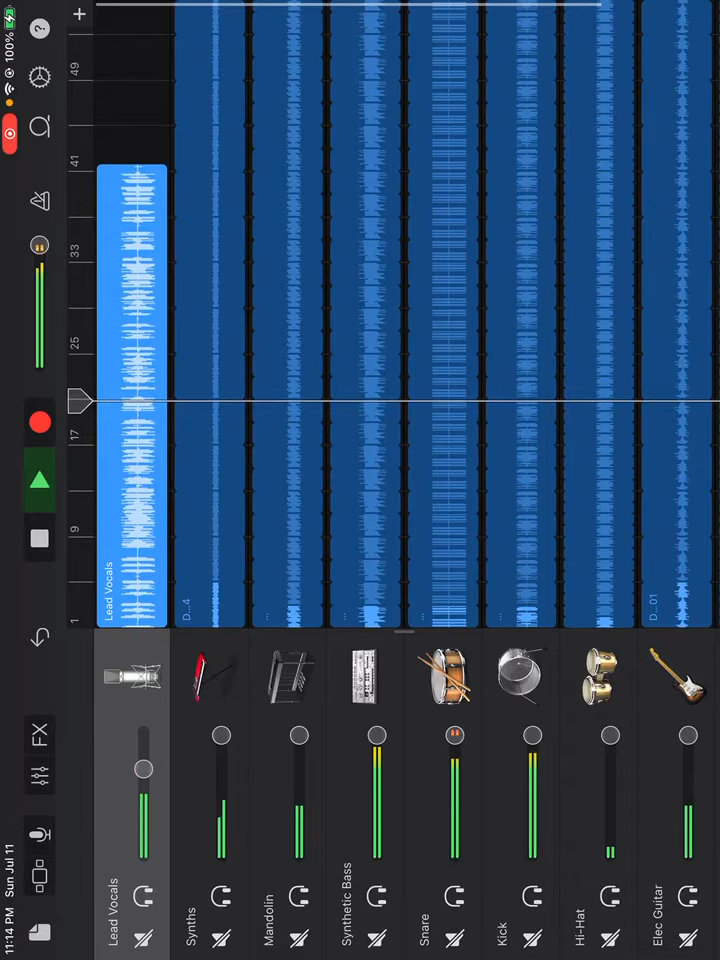 11:14 PM Sun Jul 11
100%
FX
?
1
9
17
25
33
41
49
+
Lead Vocals
Lead Vocals
Synths
D...4
Mandolin
...
Synthetic Bass
...
Snare
...
Kick
...
Hi-Hat
Elec Guitar
D...01